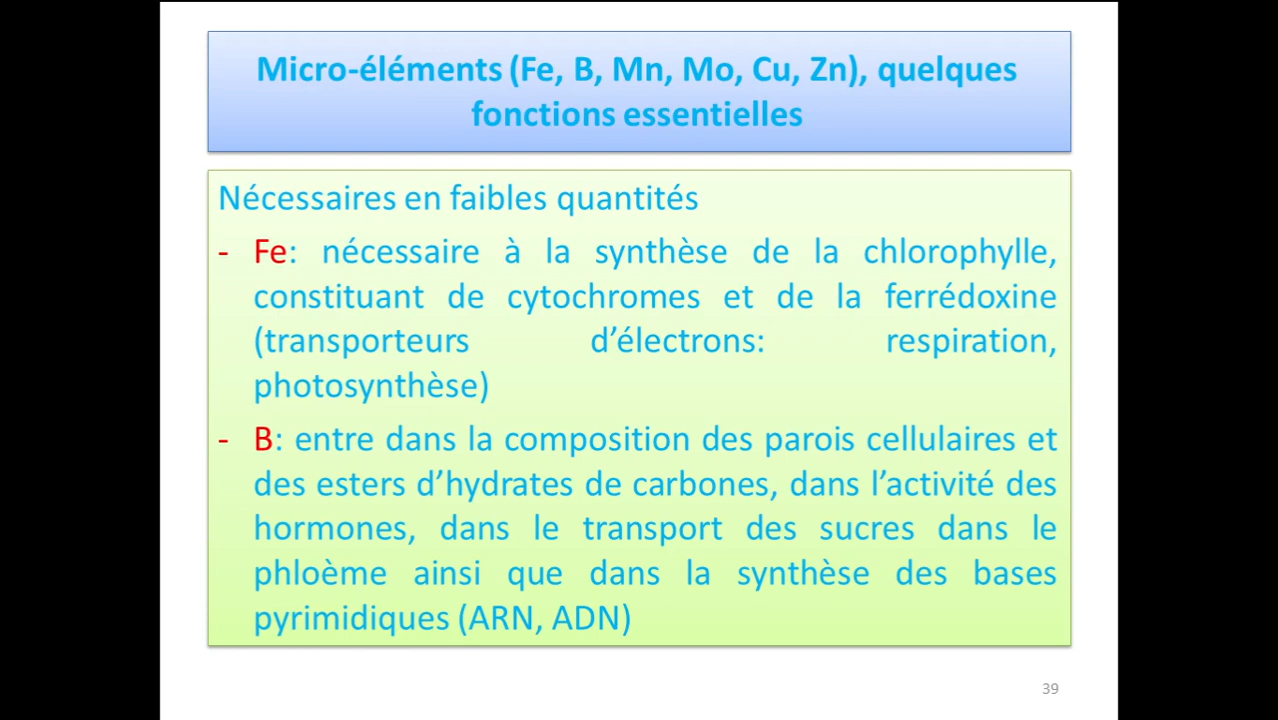 Micro-éléments (Fe, B, Mn, Mo, Cu, Zn), quelques
fonctions essentielles
Nécessaires en faibles quantités
- Fe: nécessaire à la synthèse de la chlorophylle,
constituant de cytochromes et de la ferrédoxine
(transporteurs d’électrons: respiration,
photosynthèse)
- B: entre dans la composition des parois cellulaires et
des esters d’hydrates de carbones, dans l’activité des
hormones, dans le transport des sucres dans le
phloème ainsi que dans la synthèse des bases
pyrimidiques (ARN, ADN)
39